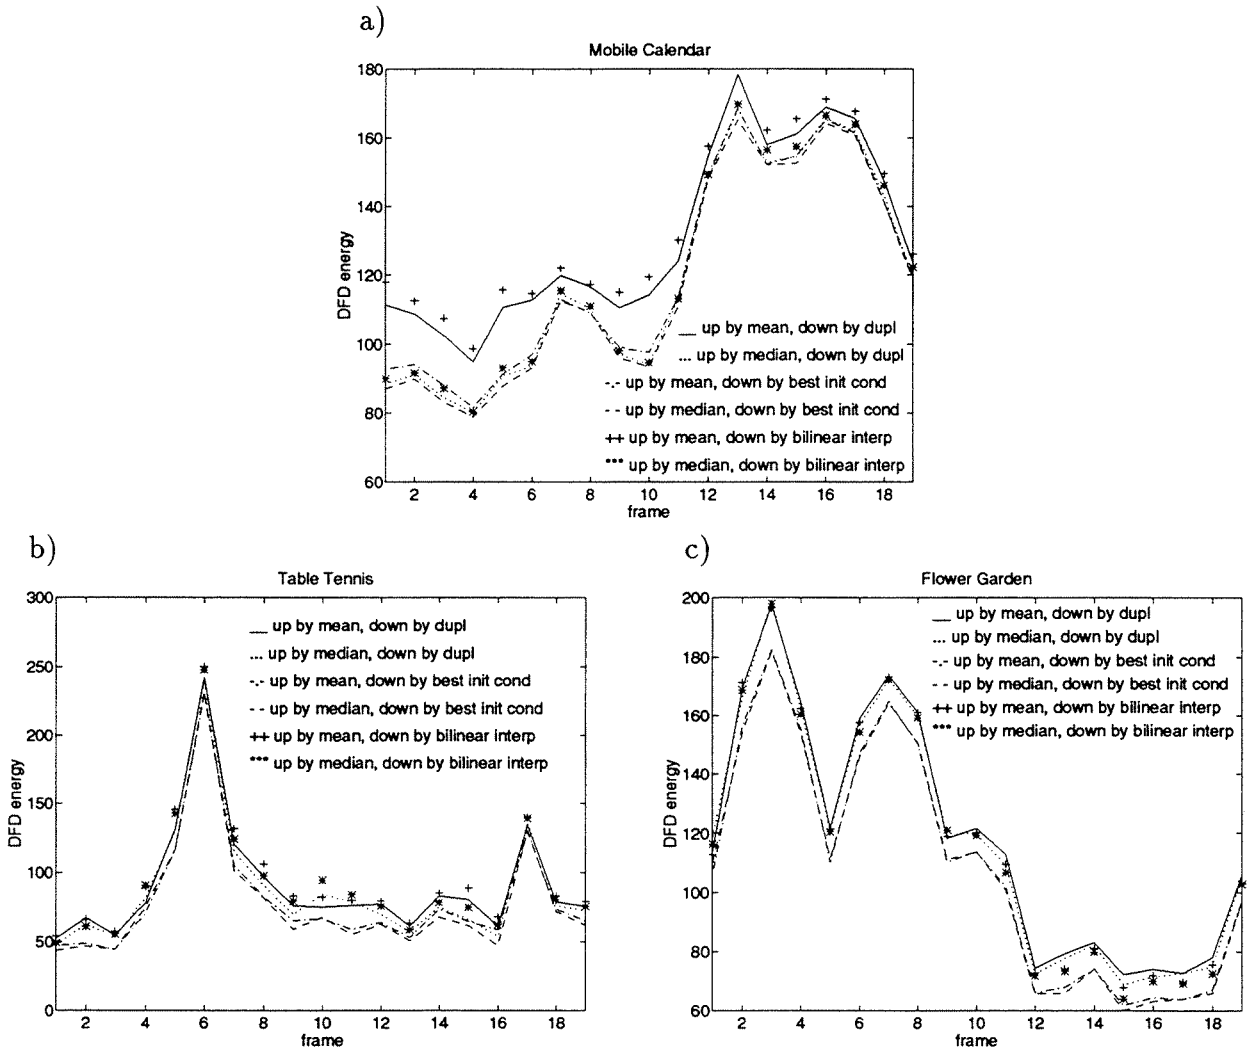 a)
Mobile Calendar
180
160
140
120
100
80
60
DFD energy
__ up by mean, down by dupl
... up by median, down by dupl
-.- up by mean, down by best init cond
-- up by median, down by best init cond
++ up by mean, down by bilinear interp
*** up by median, down by bilinear interp
2 4 6 8 10 12 14 16 18
frame
b)
Table Tennis
300
250
200
150
100
50
0
DFD energy
__ up by mean, down by dupl
... up by median, down by dupl
-.- up by mean, down by best init cond
-- up by median, down by best init cond
++ up by mean, down by bilinear interp
*** up by median, down by bilinear interp
2 4 6 8 10 12 14 16 18
frame
c)
Flower Garden
200
180
160
140
120
100
80
60
DFD energy
__ up by mean, down by dupl
... up by median, down by dupl
-.- up by mean, down by best init cond
-- up by median, down by best init cond
++ up by mean, down by bilinear interp
*** up by median, down by bilinear interp
2 4 6 8 10 12 14 16 18
frame